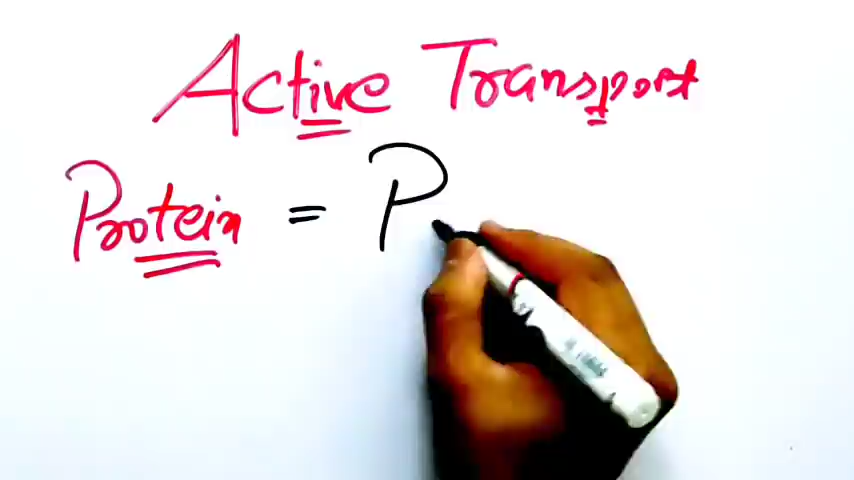 Active Transport
Protein = P